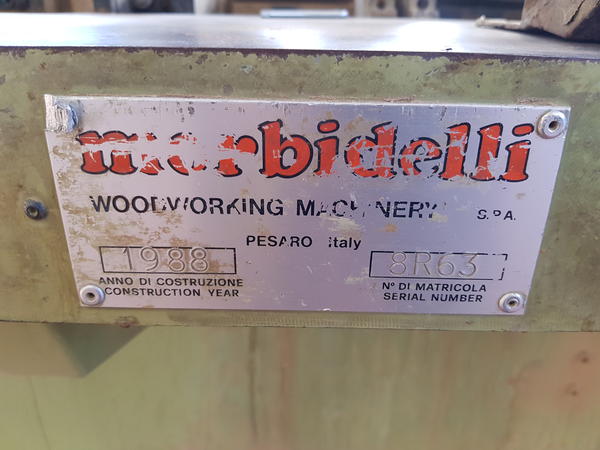 morbidelli
WOODWORKING MACHINERY S.P.A.
PESARO Italy
1988
ANNO DI COSTRUZIONE
CONSTRUCTION YEAR
8R63
N° DI MATRICOLA
SERIAL NUMBER